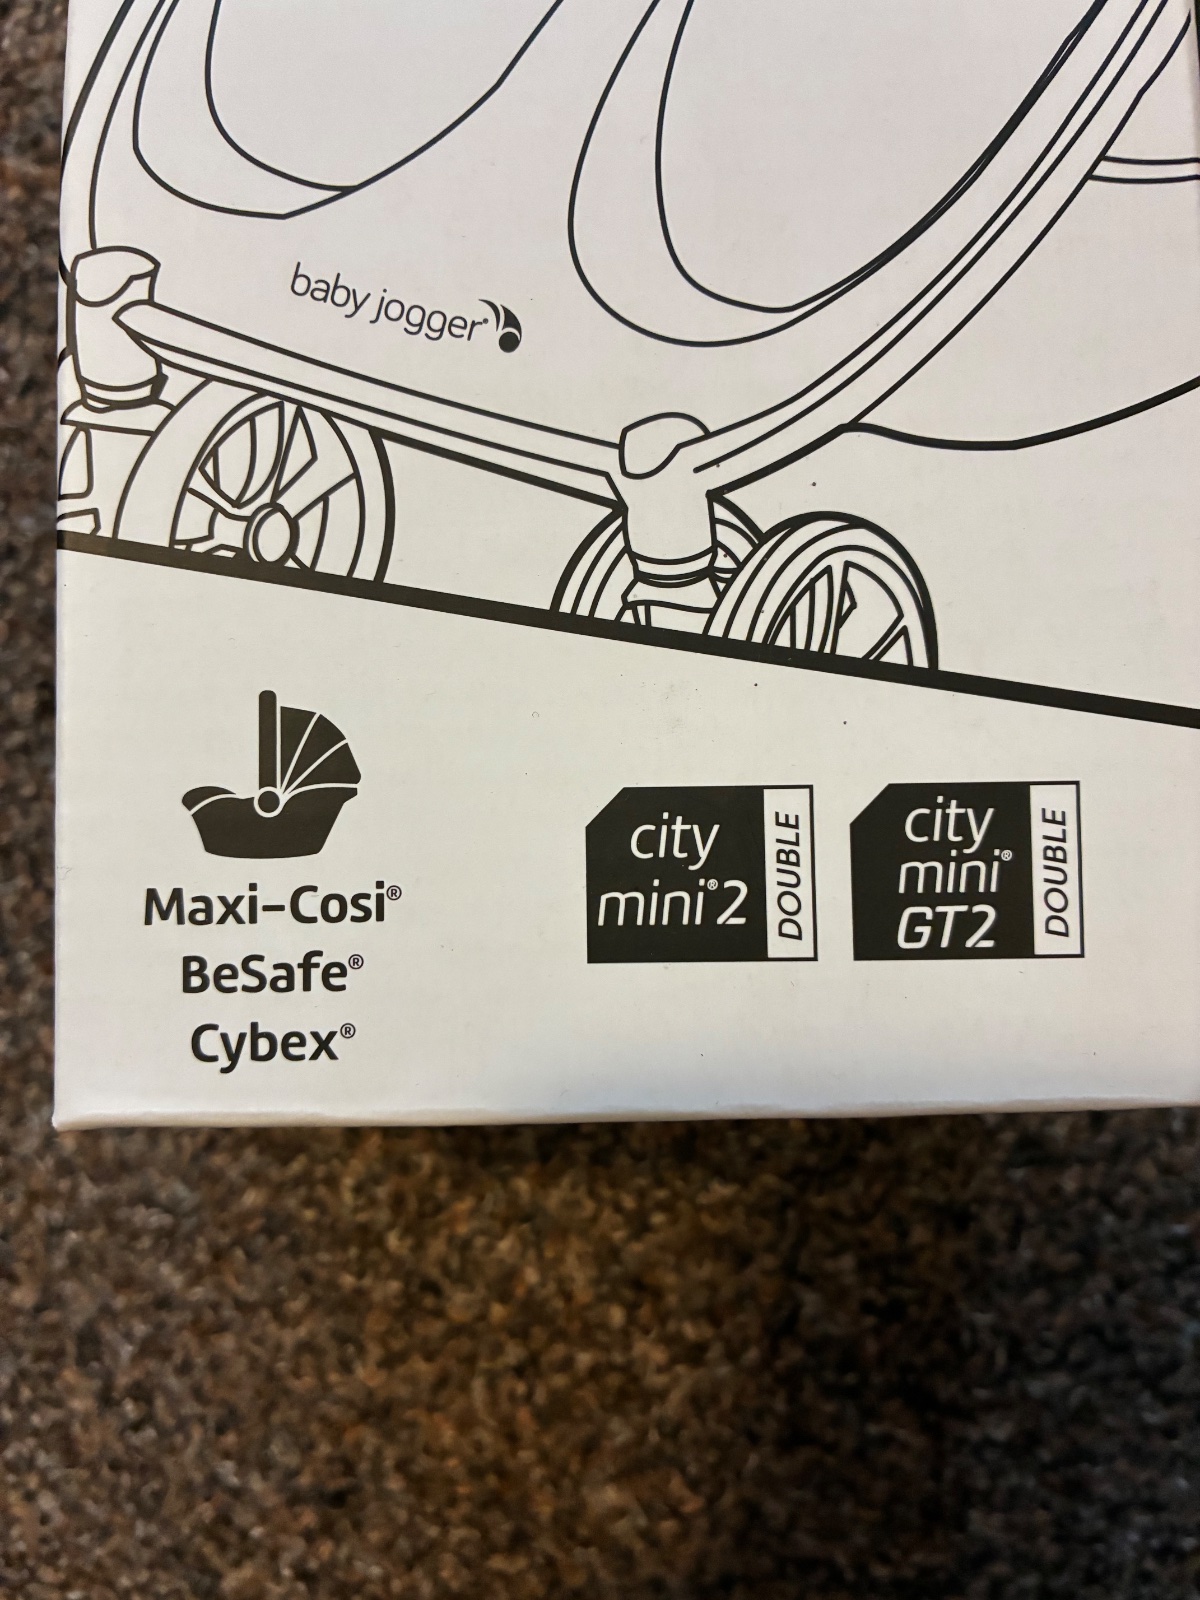 baby jogger®
Maxi-Cosi®
BeSafe®
Cybex®
city
mini®2
DOUBLE
city
mini®
GT2
DOUBLE